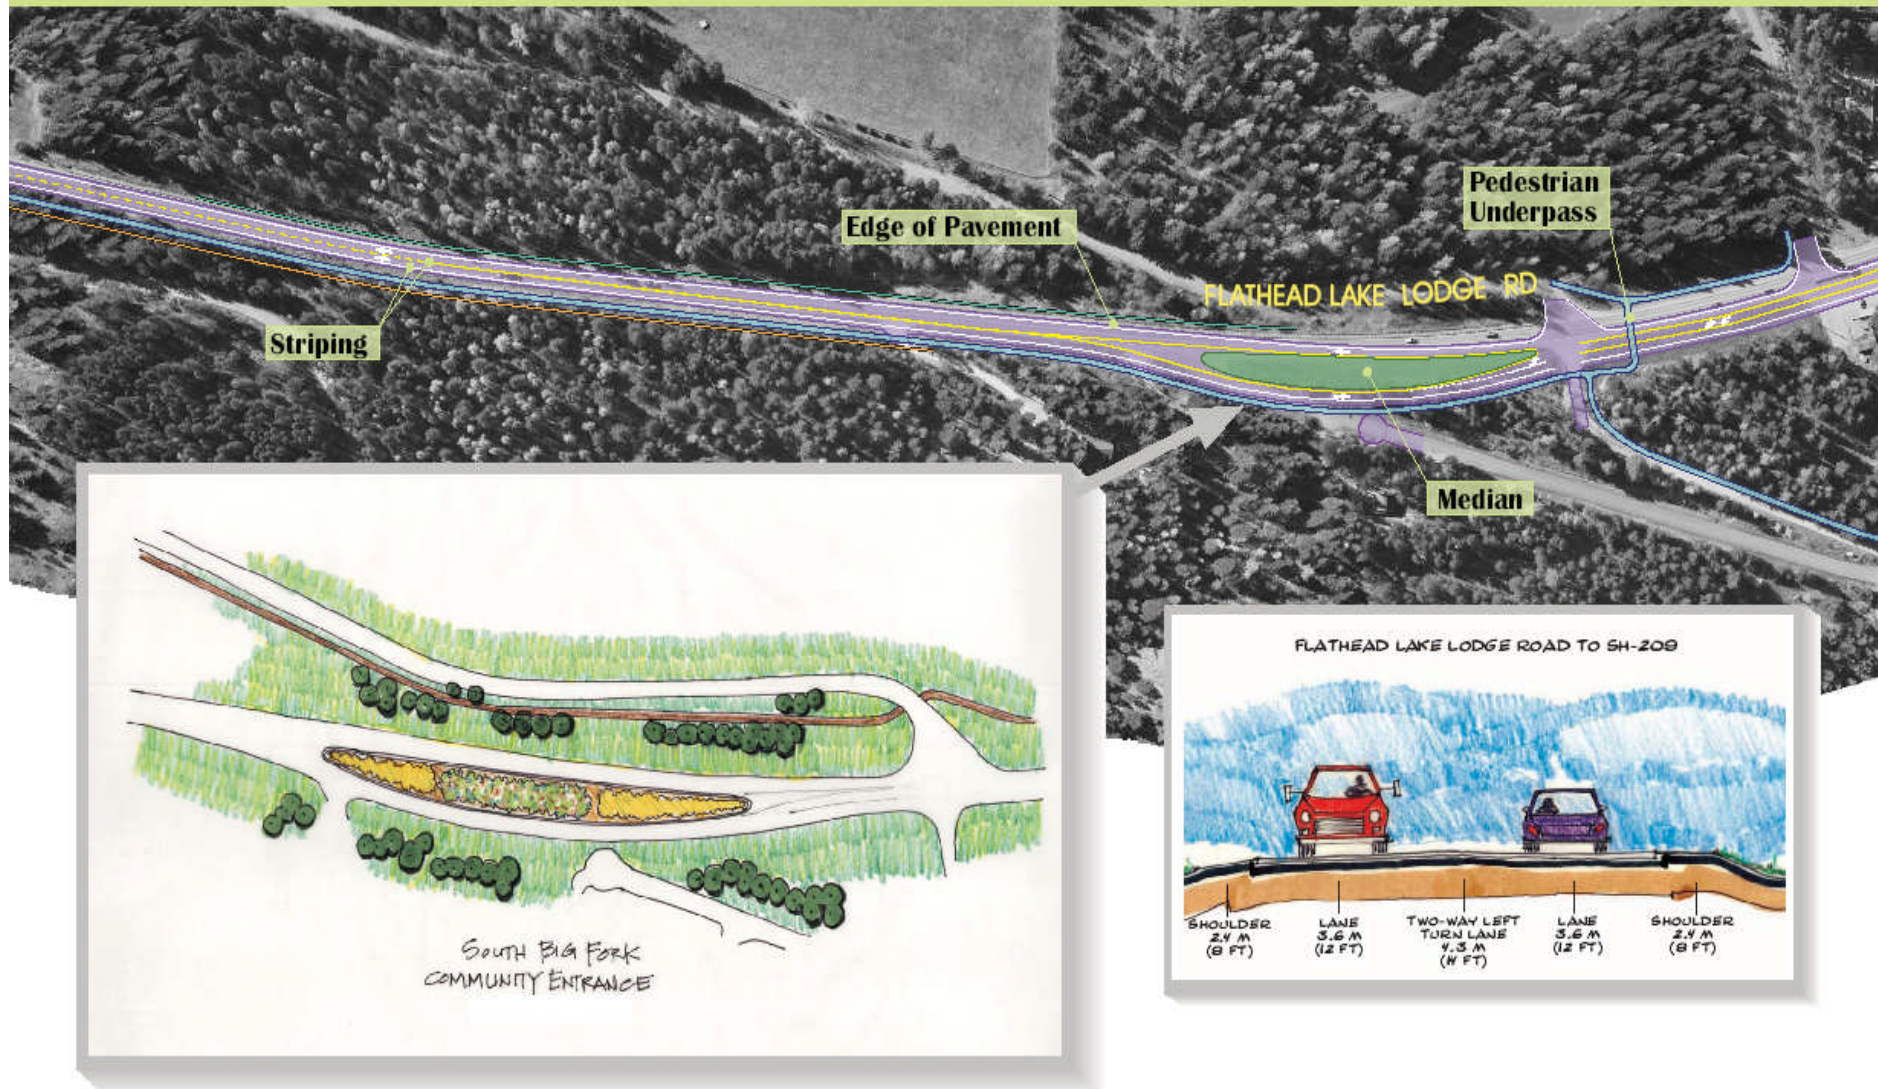 Pedestrian
Underpass
Edge of Pavement
FLATHEAD LAKE LODGE RD
Striping
Median
SOUTH BIG FORK
COMMUNITY ENTRANCE
FLATHEAD LAKE LODGE ROAD TO SH-209
SHOULDER
2.4 M
(8 FT)
LANE
3.6 M
(12 FT)
TWO-WAY LEFT
TURN LANE
4.3 M
(14 FT)
LANE
3.6 M
(12 FT)
SHOULDER
2.4 M
(8 FT)